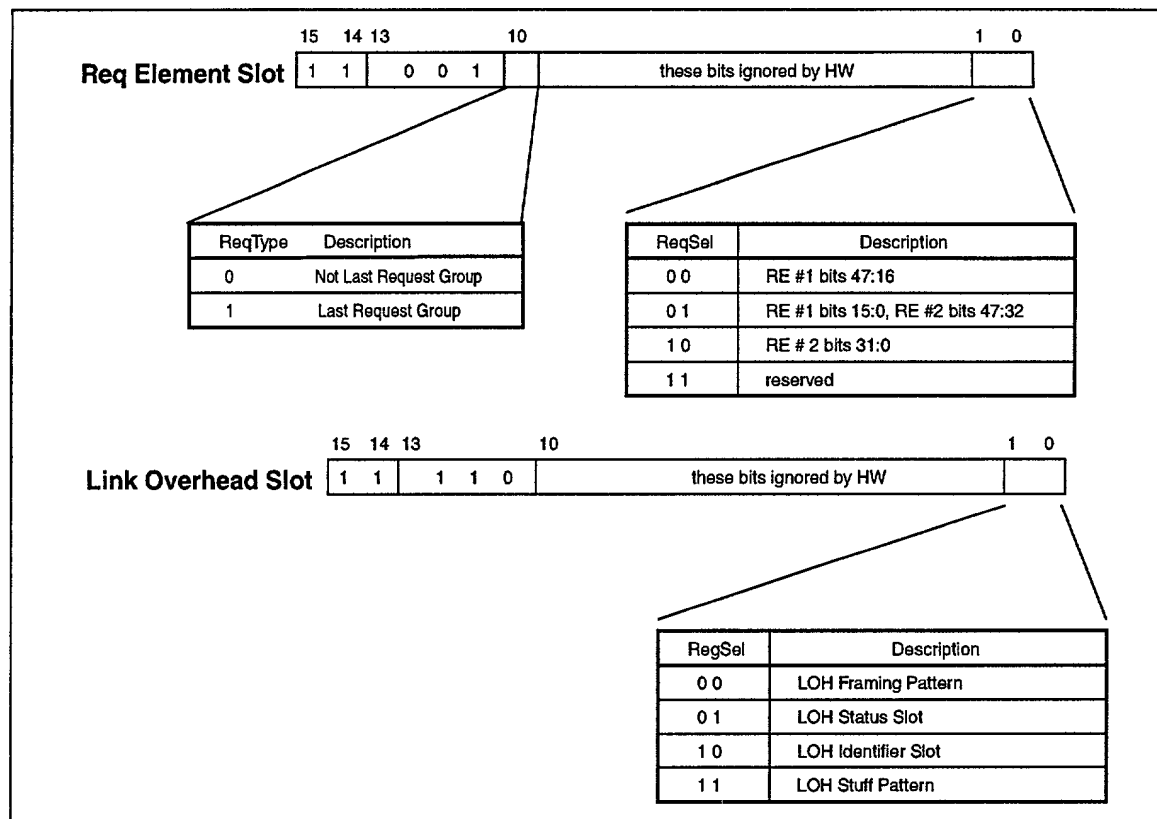 15 14 13 10 1 0
Req Element Slot 1 1 0 0 1 these bits ignored by HW
ReqType Description
0 Not Last Request Group
1 Last Request Group
ReqSel Description
0 0 RE #1 bits 47:16
0 1 RE #1 bits 15:0, RE #2 bits 47:32
1 0 RE # 2 bits 31:0
1 1 reserved
15 14 13 10 1 0
Link Overhead Slot 1 1 1 1 0 these bits ignored by HW
RegSel Description
0 0 LOH Framing Pattern
0 1 LOH Status Slot
1 0 LOH Identifier Slot
1 1 LOH Stuff Pattern